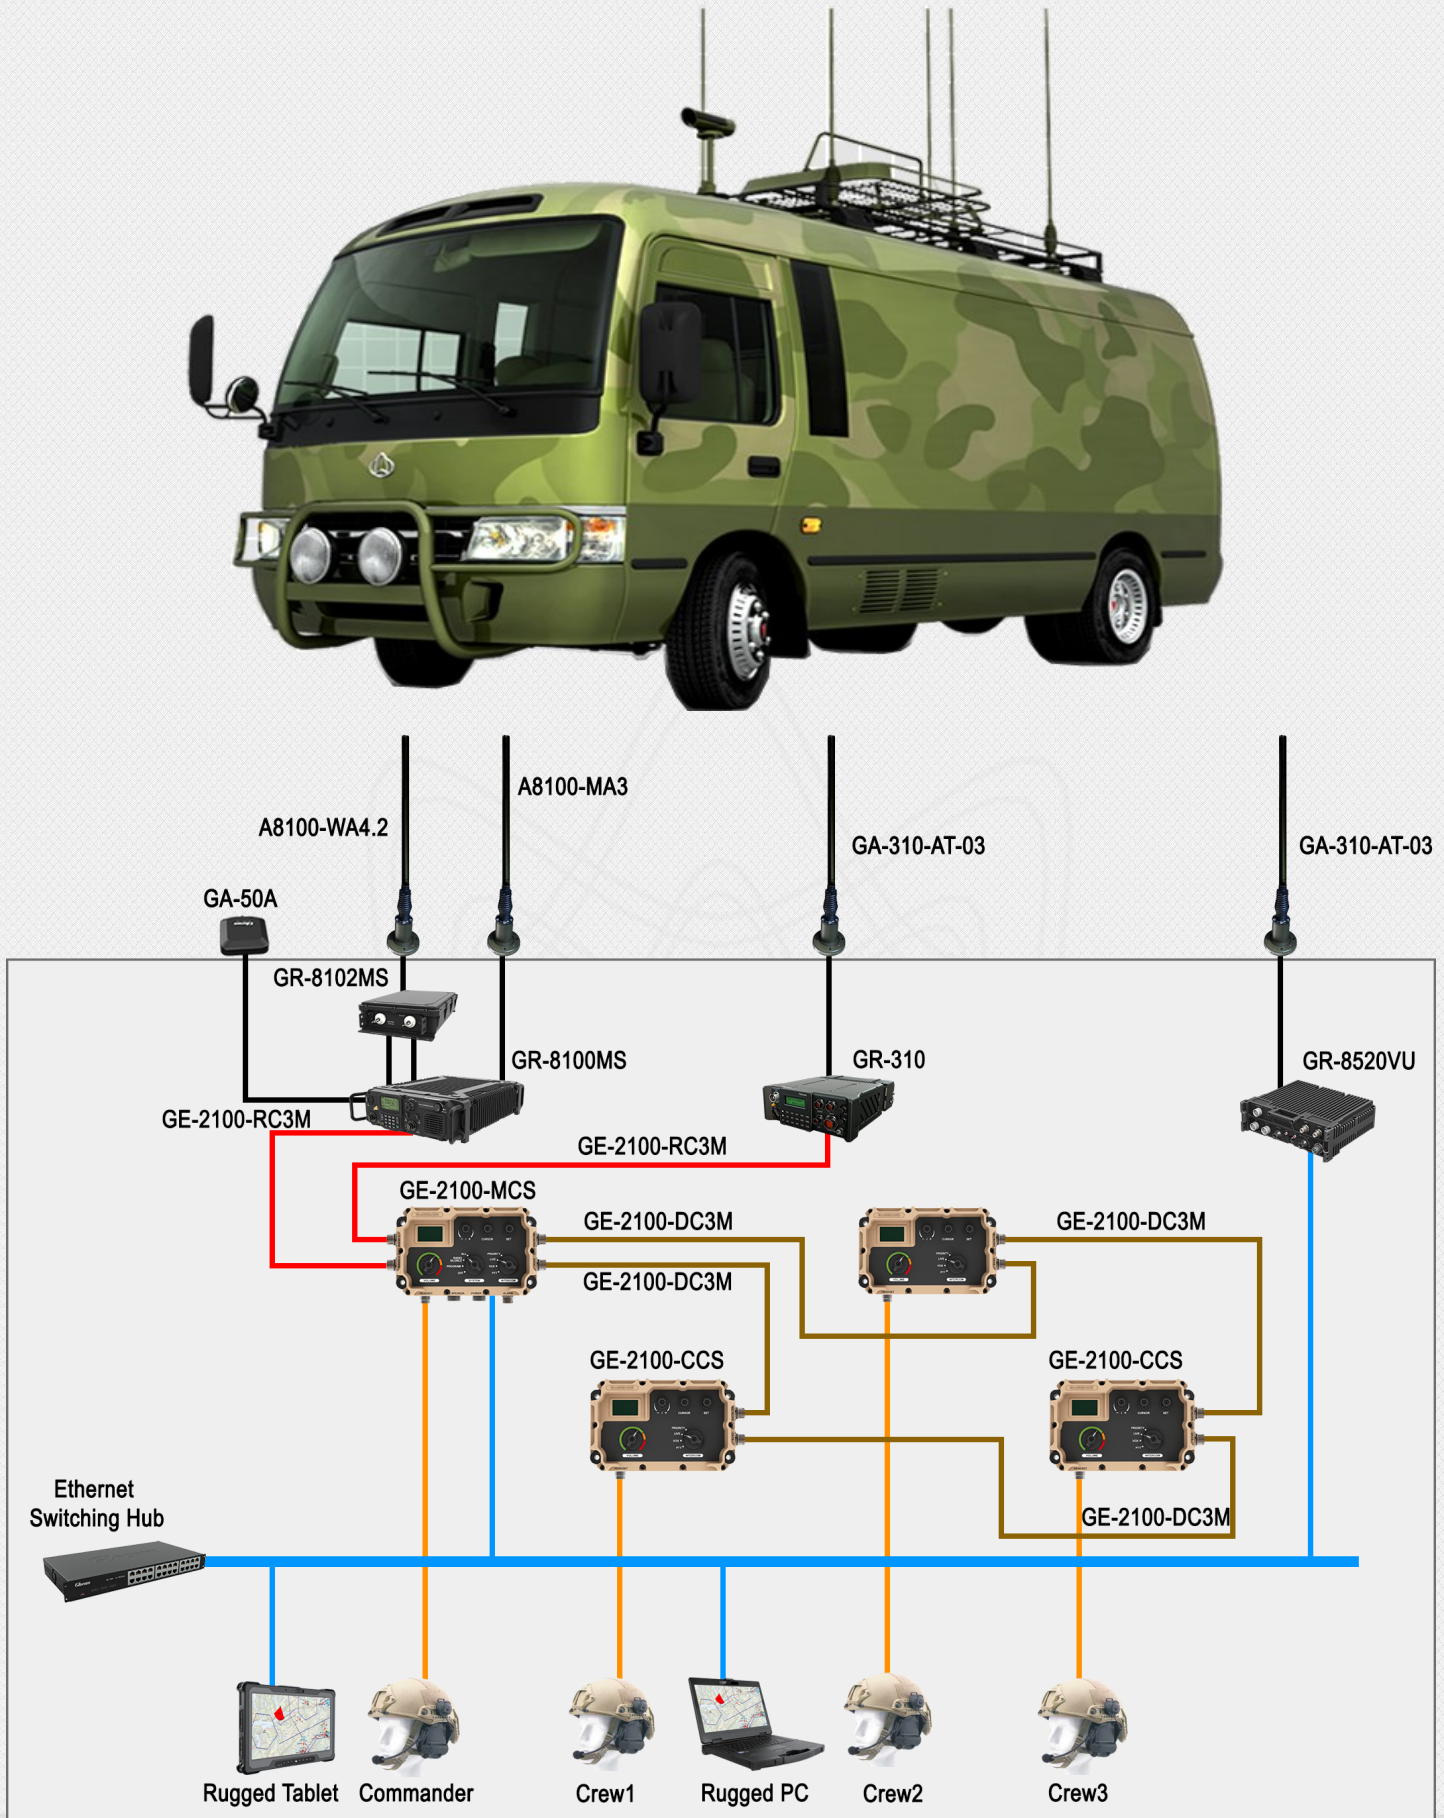 A8100-MA3
A8100-WA4.2
GA-310-AT-03
GA-310-AT-03
GA-50A
GR-8102MS
GR-8100MS
GR-310
GR-8520VU
GE-2100-RC3M
GE-2100-RC3M
GE-2100-MCS
GE-2100-DC3M
GE-2100-DC3M
GE-2100-DC3M
GE-2100-CCS
GE-2100-CCS
GE-2100-DC3M
Ethernet
Switching Hub
Rugged Tablet
Commander
Crew1
Rugged PC
Crew2
Crew3